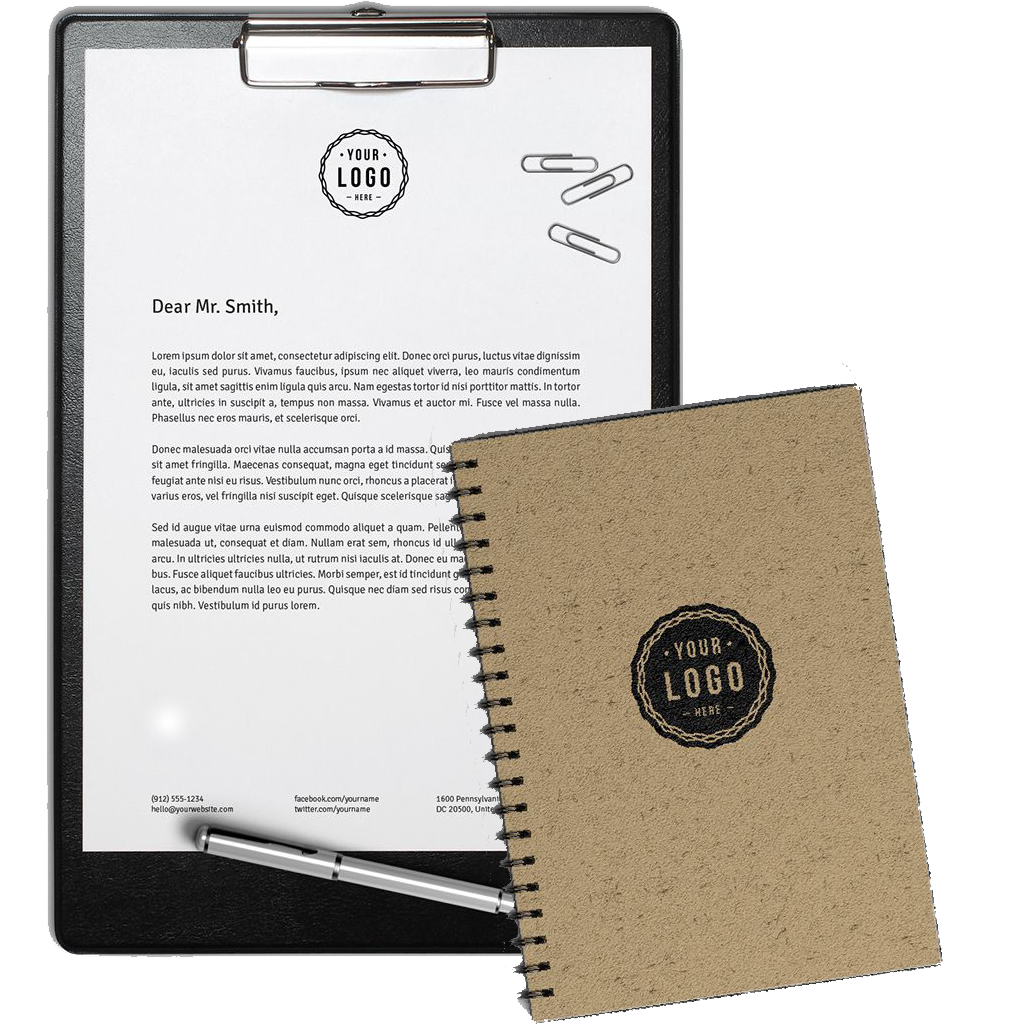 YOUR
LOGO
HERE
Dear Mr. Smith,
Lorem ipsum dolor sit amet, consectetur adipiscing elit. Donec orci purus, luctus vitae dignissim
eu, iaculis sed purus. Vivamus faucibus, ipsum nec aliquet viverra, leo mauris condimentum
ligula, sit amet sagittis enim ligula quis arcu. Nam egestas tortor id nisi porttitor mattis. In tortor
ante, ultricies in suscipit a, tempus non massa. Vivamus et auctor mi. Fusce vel massa nulla.
Phasellus nec eros mauris, et scelerisque orci.
Donec malesuada orci vitae nulla accumsan porta a id massa. Quis
sit amet fringilla. Maecenas consequat, magna eget tincidunt
feugiat ante nisi eu risus. Vestibulum nunc orci, rhoncus a placerat
varius eros, vel fringilla nisi suscipit eget. Quisque scelerisque
Sed id augue vitae urna euismod commodo aliquet a quam.
malesuada ut, consequat et diam. Nullam erat sem, rhoncus id
arcu. In ultricies ultricies nulla, ut rutrum nisi iaculis at. Donec eu
bus. Fusce aliquet faucibus ultricies. Morbi semper, est id tincidunt
lacus, ac bibendum nulla leo eu purus. Quisque nec diam sed risus
quis nibh. Vestibulum id purus lorem.
(912) 555-1234 facebook.com/yourname 1600
hello@yourwebsite.com twitter.com/yourname DC 20500,
YOUR
LOGO
HERE